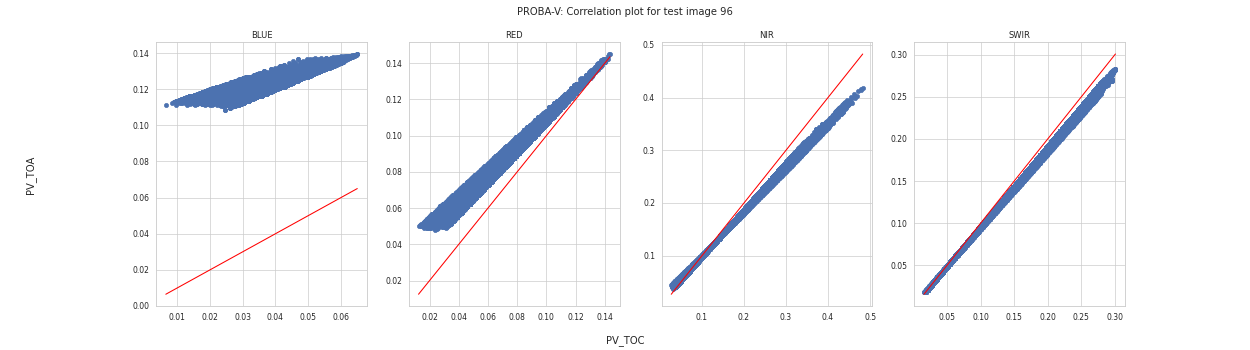 PROBA-V: Correlation plot for test image 96
BLUE
RED
NIR
SWIR
PV_TOA
0.14
0.12
0.10
0.08
0.06
0.04
0.02
0.00
0.01 0.02 0.03 0.04 0.05 0.06
0.14
0.12
0.10
0.08
0.06
0.04
0.02
0.02 0.04 0.06 0.08 0.10 0.12 0.14
0.5
0.4
0.3
0.2
0.1
0.1 0.2 0.3 0.4 0.5
0.30
0.25
0.20
0.15
0.10
0.05
0.05 0.10 0.15 0.20 0.25 0.30
PV_TOC